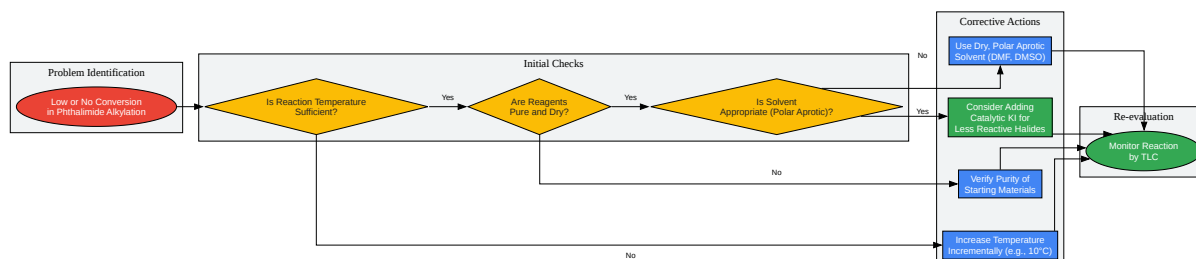 Problem Identification
Low or No Conversion
in Phthalimide Alkylation
Initial Checks
Is Reaction Temperature
Sufficient?
Yes
Are Reagents
Pure and Dry?
Yes
Is Solvent
Appropriate (Polar Aprotic)?
No
Yes
No
No
Corrective Actions
Use Dry, Polar Aprotic
Solvent (DMF, DMSO)
Consider Adding
Catalytic KI for
Less Reactive Halides
Verify Purity of
Starting Materials
Increase Temperature
Incrementally (e.g., 10°C)
Re-evaluation
Monitor Reaction
by TLC